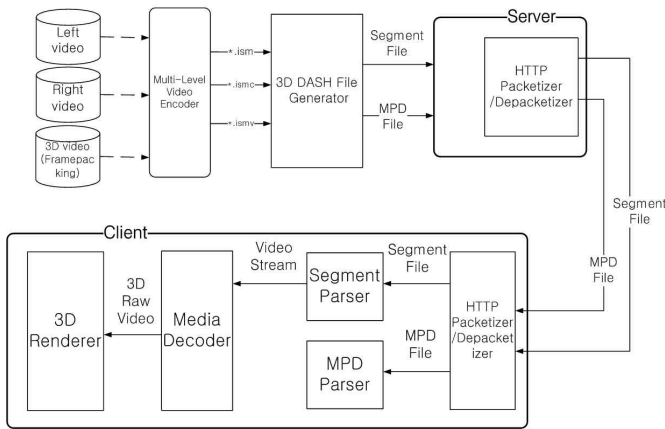 Left
video
Right
video
3D video
(Framepac
king)
Multi-Level
Video
Encoder
*.ism
*.ismc
*.ismv
3D DASH File
Generator
Segment
File
MPD
File
Server
HTTP
Packetizer
/Depacketizer
Segment
File
MPD
File
Client
3D
Renderer
3D
Raw
Video
Media
Decoder
Video
Stream
Segment
Parser
MPD
Parser
Segment
File
MPD
File
HTTP
Packetizer
/Depacket
izer